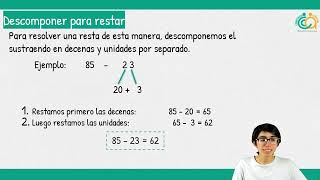 Descomponer para restar
Para resolver una resta de esta manera, descomponemos el
sustraendo en decenas y unidades por separado.
Ejemplo: 85 - 2 3
20 + 3
1. Restamos primero las decenas: 85 – 20 = 65
2. Luego restamos las unidades: 65 – 3 = 62
85 – 23 = 62